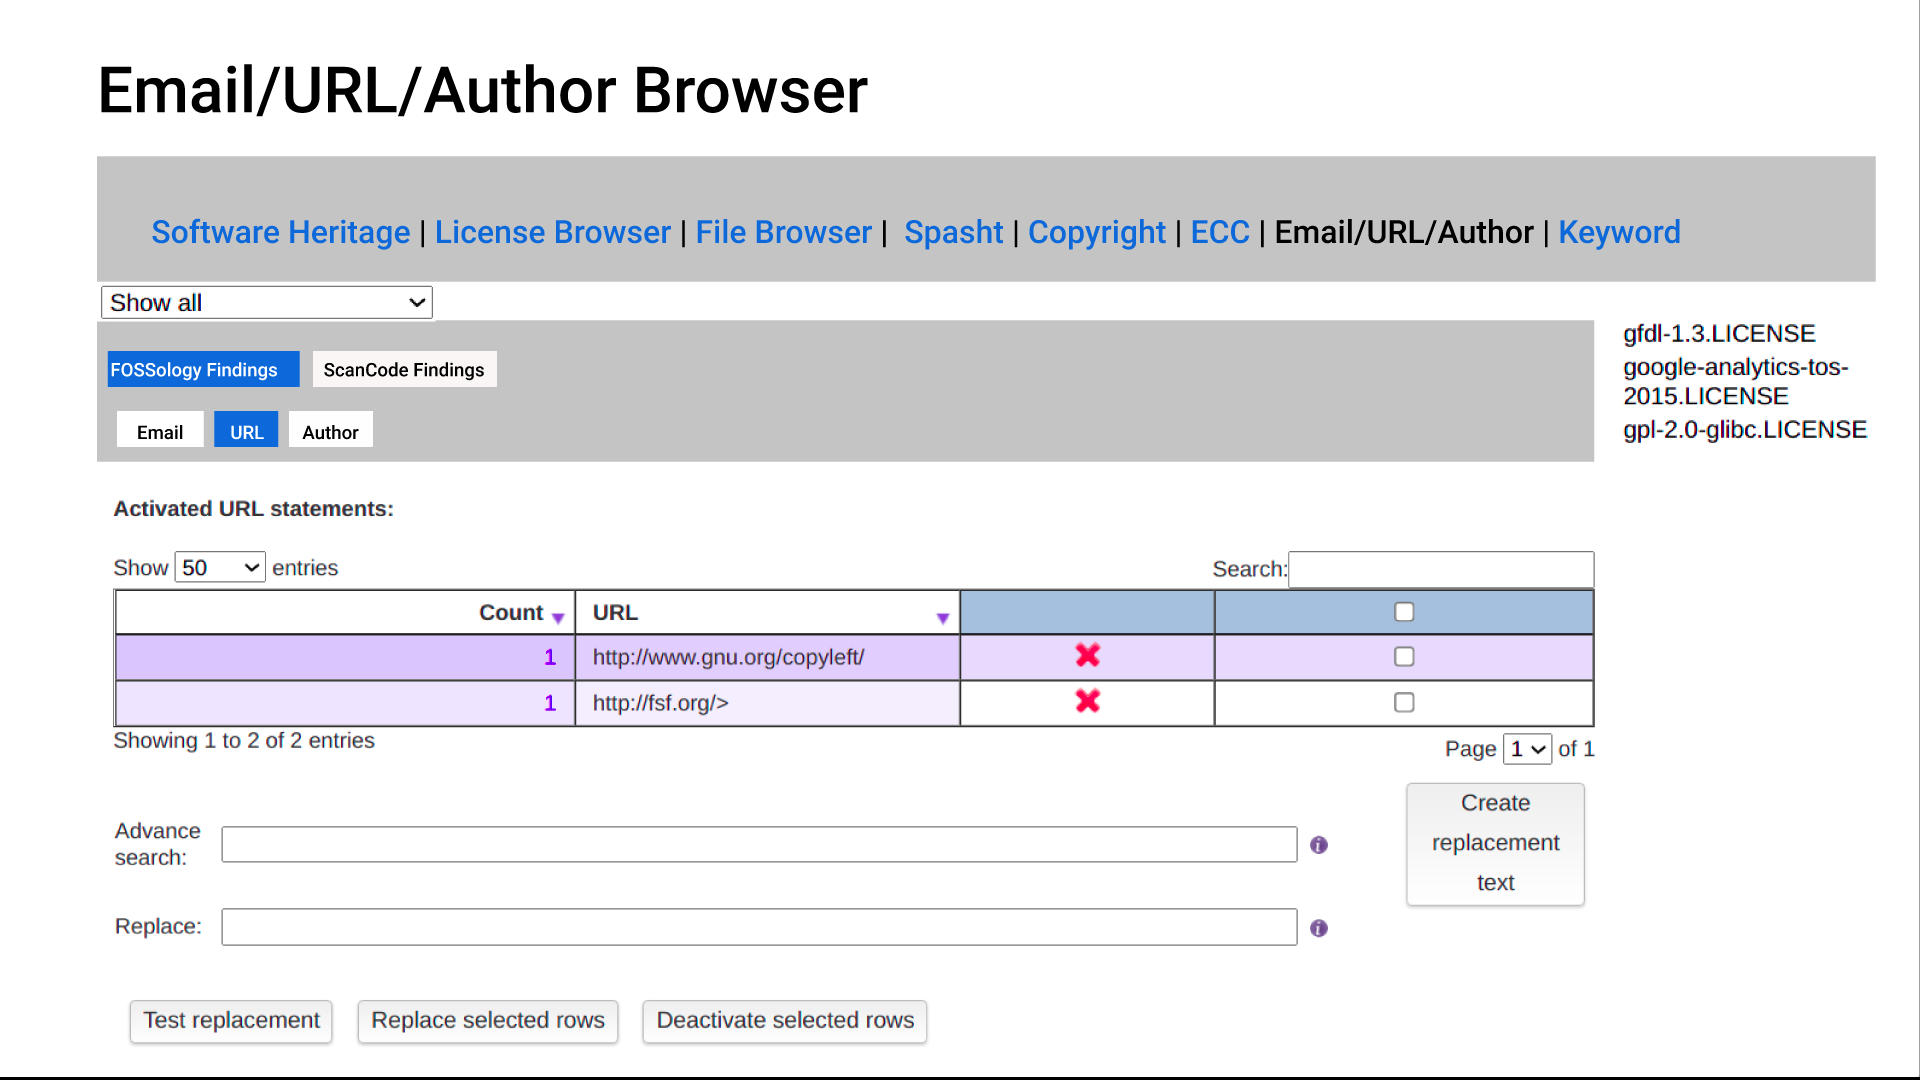 Email/URL/Author Browser
Software Heritage | License Browser | File Browser | Spasht | Copyright | ECC | Email/URL/Author | Keyword
Show all
FOSSology Findings ScanCode Findings
Email URL Author
gfdl-1.3.LICENSE
google-analytics-tos-
2015.LICENSE
gpl-2.0-glibc.LICENSE
Activated URL statements:
Show 50 entries Search:
Count URL
1 http://www.gnu.org/copyleft/
1 http://fsf.org/>
Showing 1 to 2 of 2 entries
Page 1 of 1
Advance
search:
Create
replacement
text
Replace:
Test replacement Replace selected rows Deactivate selected rows